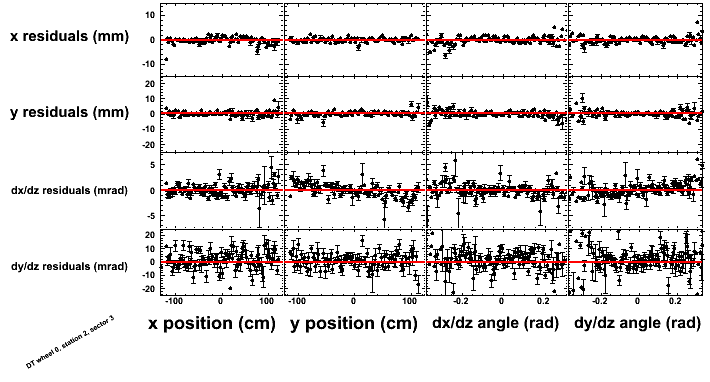 x residuals (mm)
10
0
-10
y residuals (mm)
20
10
0
-10
-20
dx/dz residuals (mrad)
5
0
-5
dy/dz residuals (mrad)
20
10
0
-10
-20
-100 0 100 -100 0 100 -0.2 0 0.2 -0.2 0 0.2
x position (cm) y position (cm) dx/dz angle (rad) dy/dz angle (rad)
DT wheel 0, station 2, sector 3